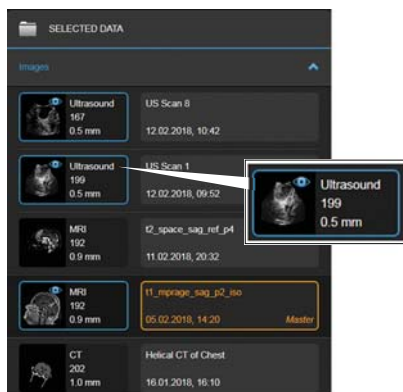 SELECTED DATA
Images
Ultrasound
167
0.5 mm
US Scan 8
12.02.2018, 10:42
Ultrasound
199
0.5 mm
US Scan 1
12.02.2018, 09:52
Ultrasound
199
0.5 mm
MRI
192
0.9 mm
t2_space_sag_ref_p4
11.02.2018, 20:32
MRI
192
0.9 mm
t1_mprage_sag_p2_iso
05.02.2018, 14:20 Master
CT
202
1.0 mm
Helical CT of Chest
16.01.2018, 16:10